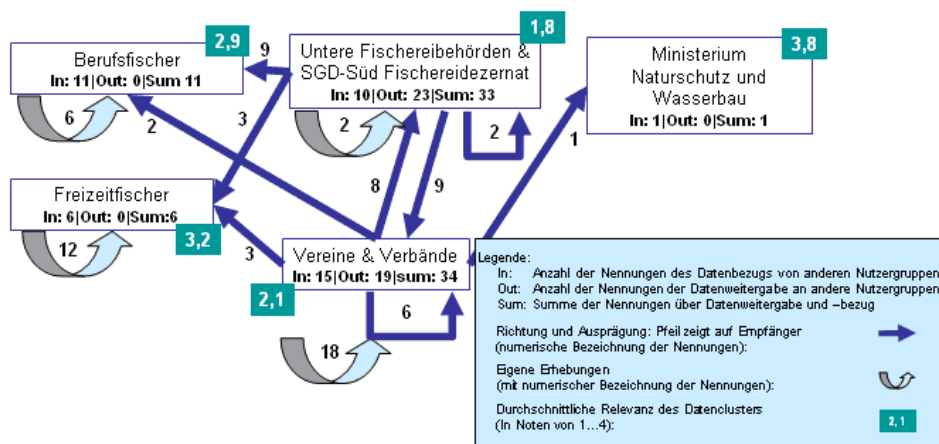 2,9
Berufsfischer
In: 11|Out: 0|Sum 11
6
9
2
3
1,8
Untere Fischereibehörden &
SGD-Süd Fischereidezernat
In: 10|Out: 23|Sum: 33
2
2
3,8
Ministerium
Naturschutz und
Wasserbau
In: 1|Out: 0|Sum: 1
1
8
9
Freizeitfischer
In: 6|Out: 0|Sum:6
3,2
12
3
Vereine & Verbände
In: 15|Out: 19|sum: 34
2,1
6
18
Legende:
In: Anzahl der Nennungen des Datenbezugs von anderen Nutzergruppen
Out: Anzahl der Nennungen der Datenweitergabe an andere Nutzergruppen
Sum: Summe der Nennungen über Datenweitergabe und –bezug
Richtung und Ausprägung: Pfeil zeigt auf Empfänger
(numerische Bezeichnung der Nennungen):
Eigene Erhebungen
(mit numerischer Bezeichnung der Nennungen):
Durchschnittliche Relevanz des Datenclusters
(In Noten von 1...4):
2,1